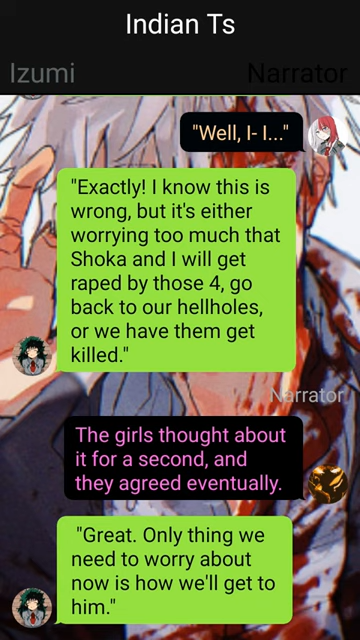 Indian Ts
Izumi
Narrator
"Well, I- I..."
"Exactly! I know this is
wrong, but it's either
worrying too much that
Shoka and I will get
raped by those 4, go
back to our hellholes,
or we have them get
killed."
Narrator
The girls thought about
it for a second, and
they agreed eventually.
"Great. Only thing we
need to worry about
now is how we'll get to
him."